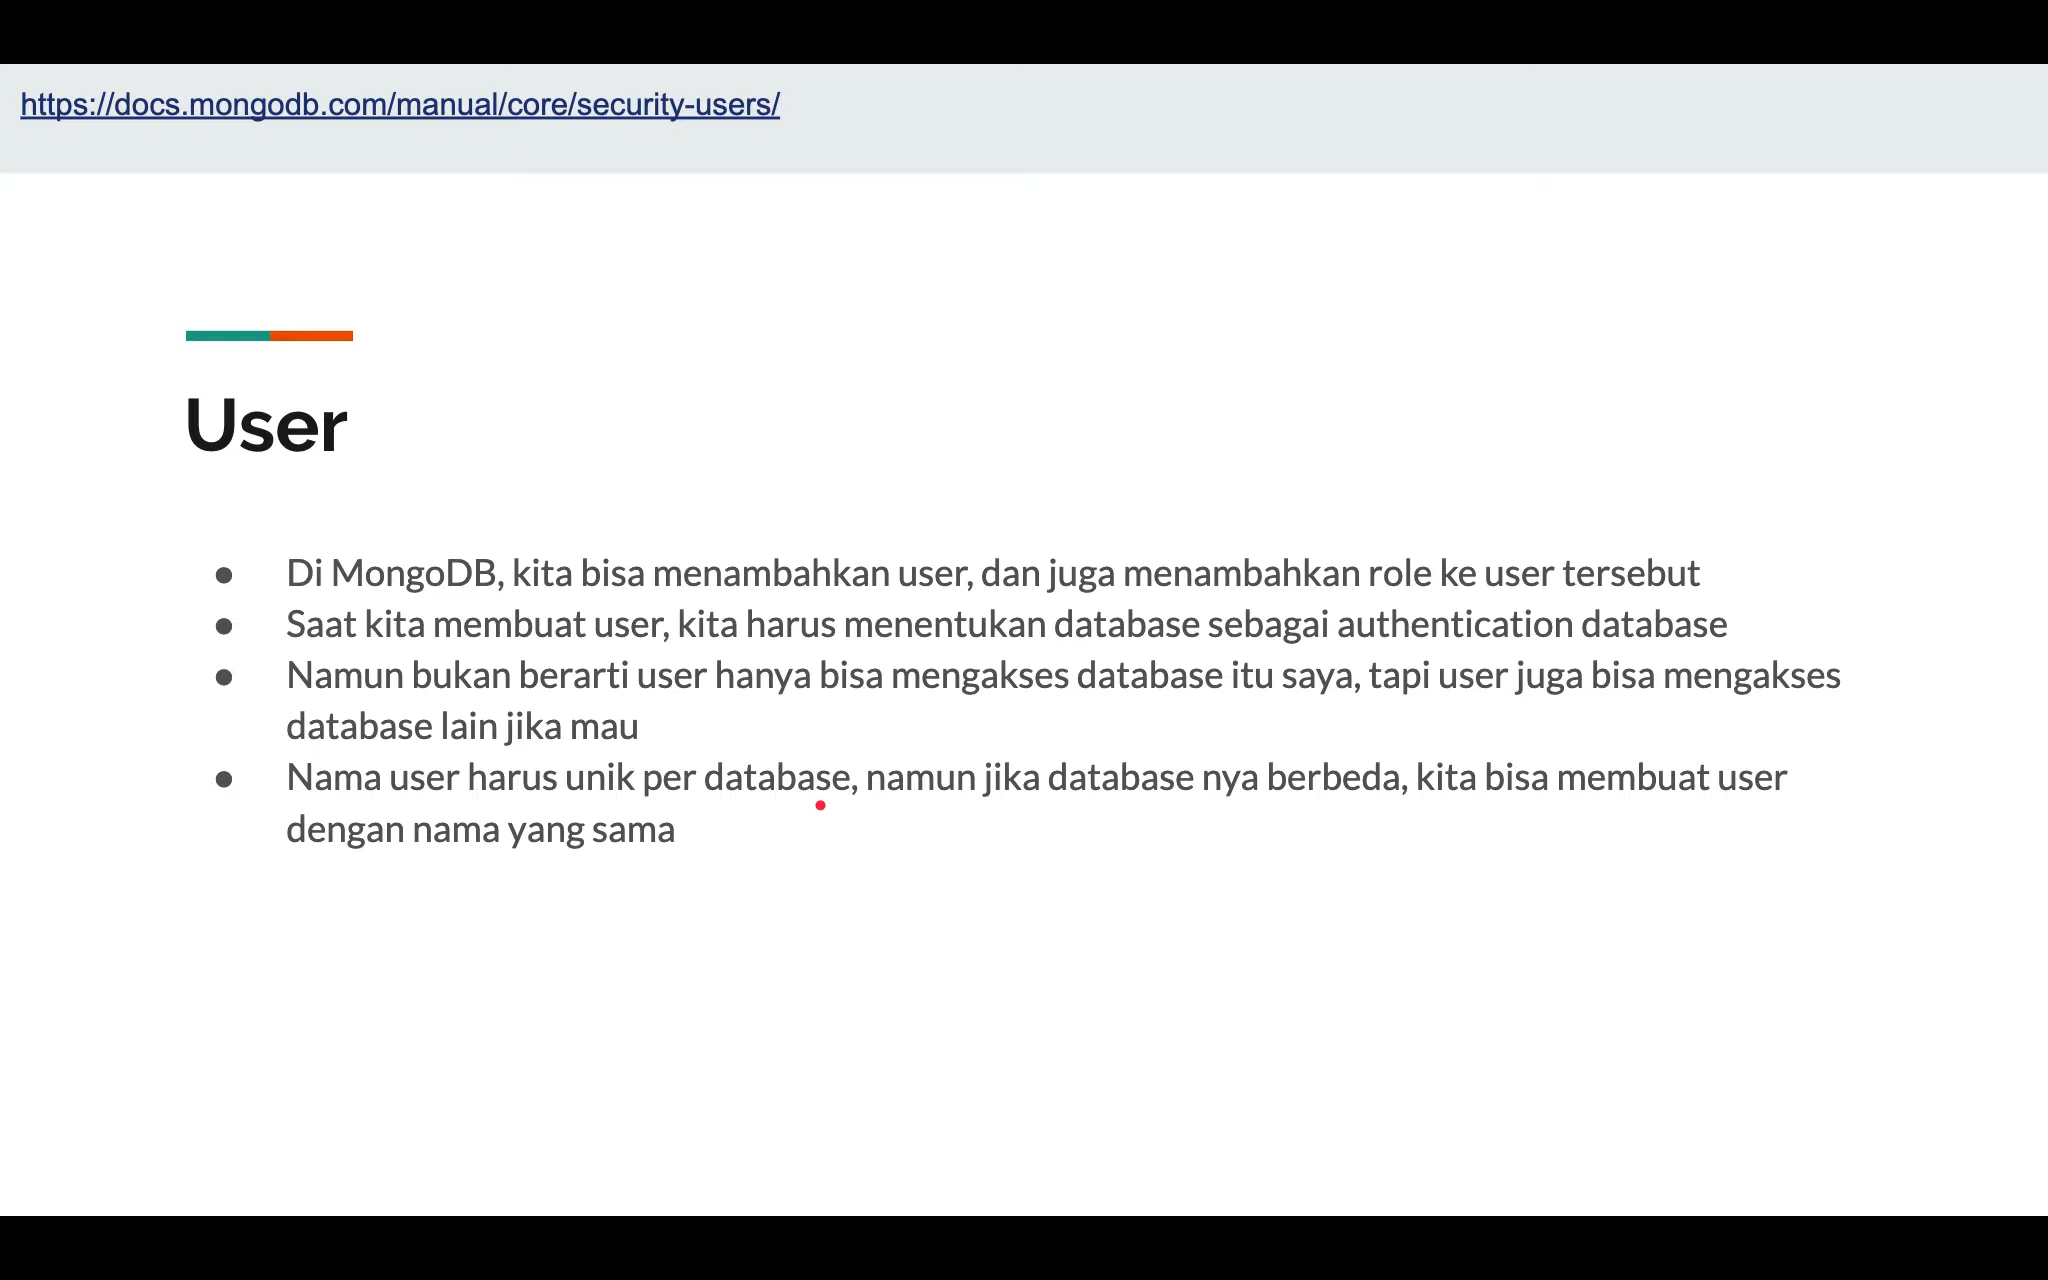 https://docs.mongodb.com/manual/core/security-users/
User
● Di MongoDB, kita bisa menambahkan user, dan juga menambahkan role ke user tersebut
● Saat kita membuat user, kita harus menentukan database sebagai authentication database
● Namun bukan berarti user hanya bisa mengakses database itu saya, tapi user juga bisa mengakses
database lain jika mau
● Nama user harus unik per database, namun jika database nya berbeda, kita bisa membuat user
dengan nama yang sama